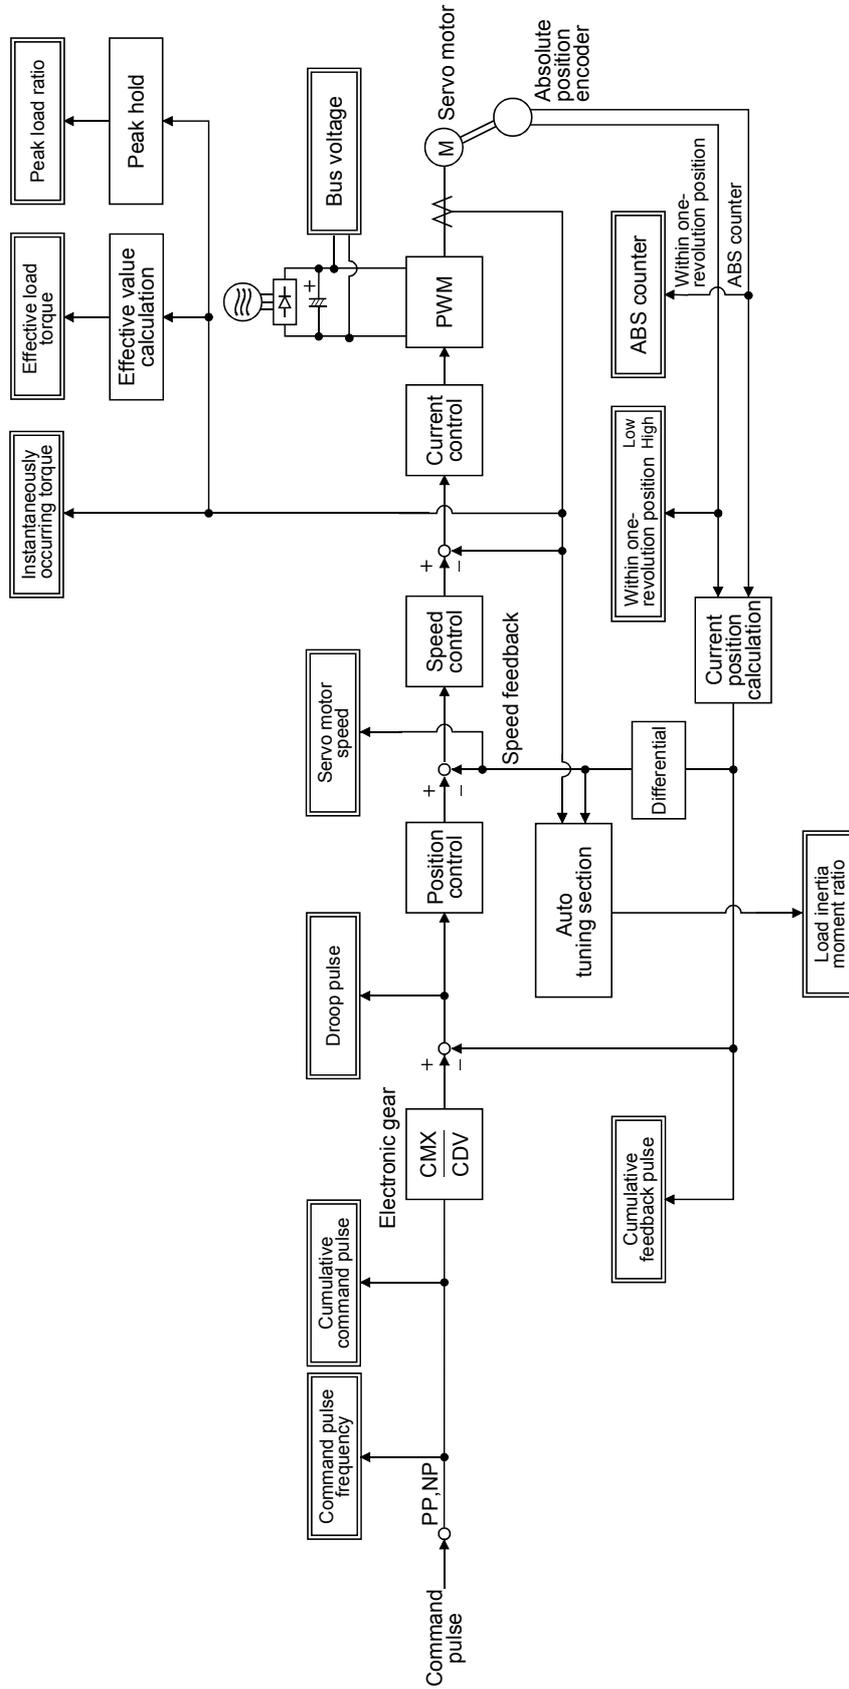 Peak load ratio
Effective load
torque
Instantaneously
occurring torque
Peak hold
Effective value
calculation
Command pulse
frequency
Cumulative
command pulse
Droop pulse
Servo motor
speed
Bus voltage
+
Command
pulse
PP,NP
Electronic gear
CMX
CDV
+
−
Position
control
+
−
Speed
control
+
−
Current
control
PWM
M
Servo motor
Absolute
position
encoder
Speed feedback
Auto
tuning section
Differential
Cumulative
feedback pulse
Within one-
revolution position
Low
High
ABS counter
Within one-
revolution position
ABS counter
Current
position
calculation
Load inertia
moment ratio